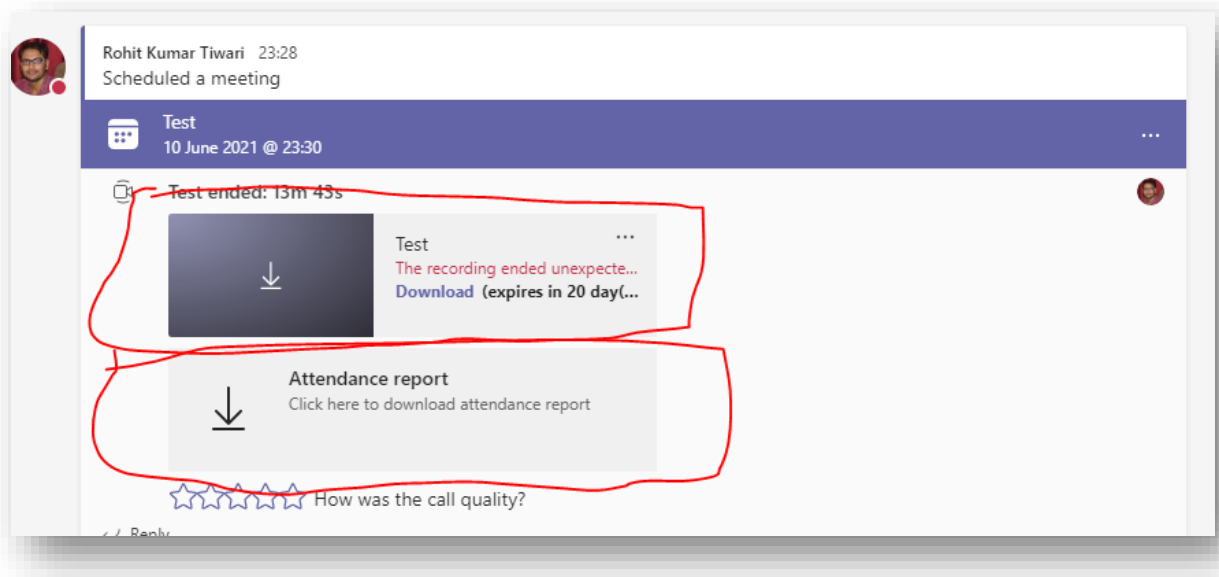 Rohit Kumar Tiwari 23:28
Scheduled a meeting
Test
10 June 2021 @ 23:30
Test ended: 13m 43s
Test
The recording ended unexpecte...
Download (expires in 20 day(...
Attendance report
Click here to download attendance report
How was the call quality?
Reply